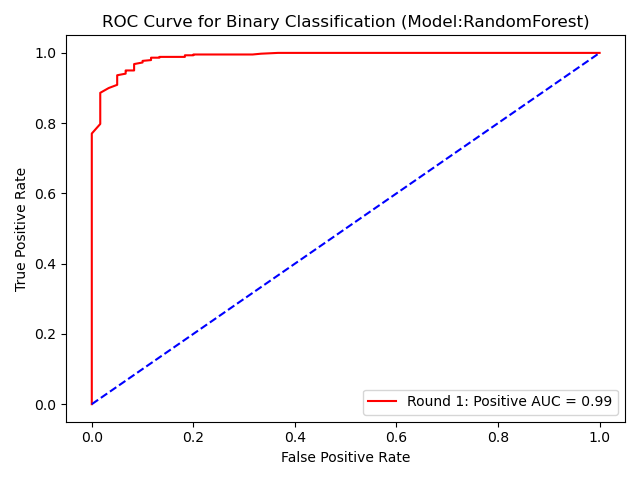 ROC Curve for Binary Classification (Model:RandomForest)
True Positive Rate
1.0
0.8
0.6
0.4
0.2
0.0
0.0 0.2 0.4 0.6 0.8 1.0
False Positive Rate
Round 1: Positive AUC = 0.99